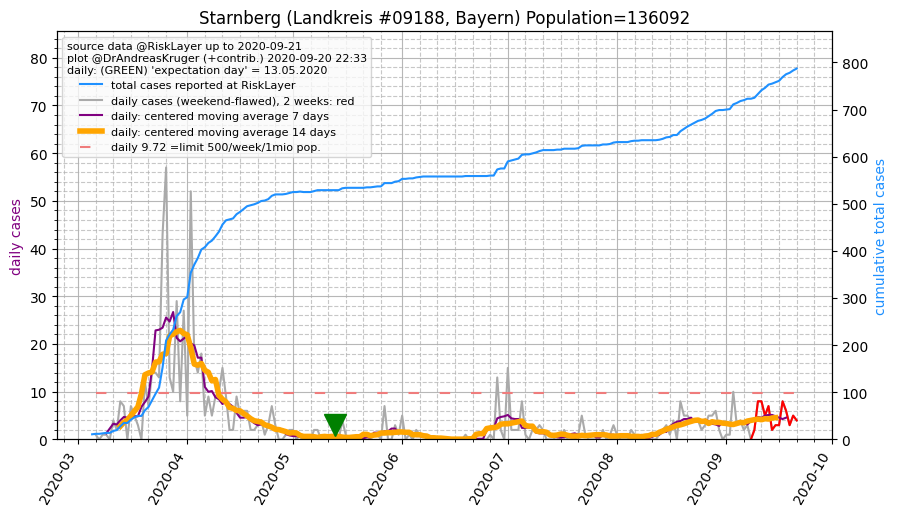 Starnberg (Landkreis #09188, Bayern) Population=136092
source data @RiskLayer up to 2020-09-21
plot @DrAndreasKruger (+contrib.) 2020-09-20 22:33
daily: (GREEN) 'expectation day' = 13.05.2020
total cases reported at RiskLayer
daily cases (weekend-flawed), 2 weeks: red
daily: centered moving average 7 days
daily: centered moving average 14 days
daily 9.72 =limit 500/week/1mio pop.
daily cases
80
70
60
50
40
30
20
10
0
cumulative total cases
800
700
600
500
400
300
200
100
0
2020-03
2020-04
2020-05
2020-06
2020-07
2020-08
2020-09
2020-10